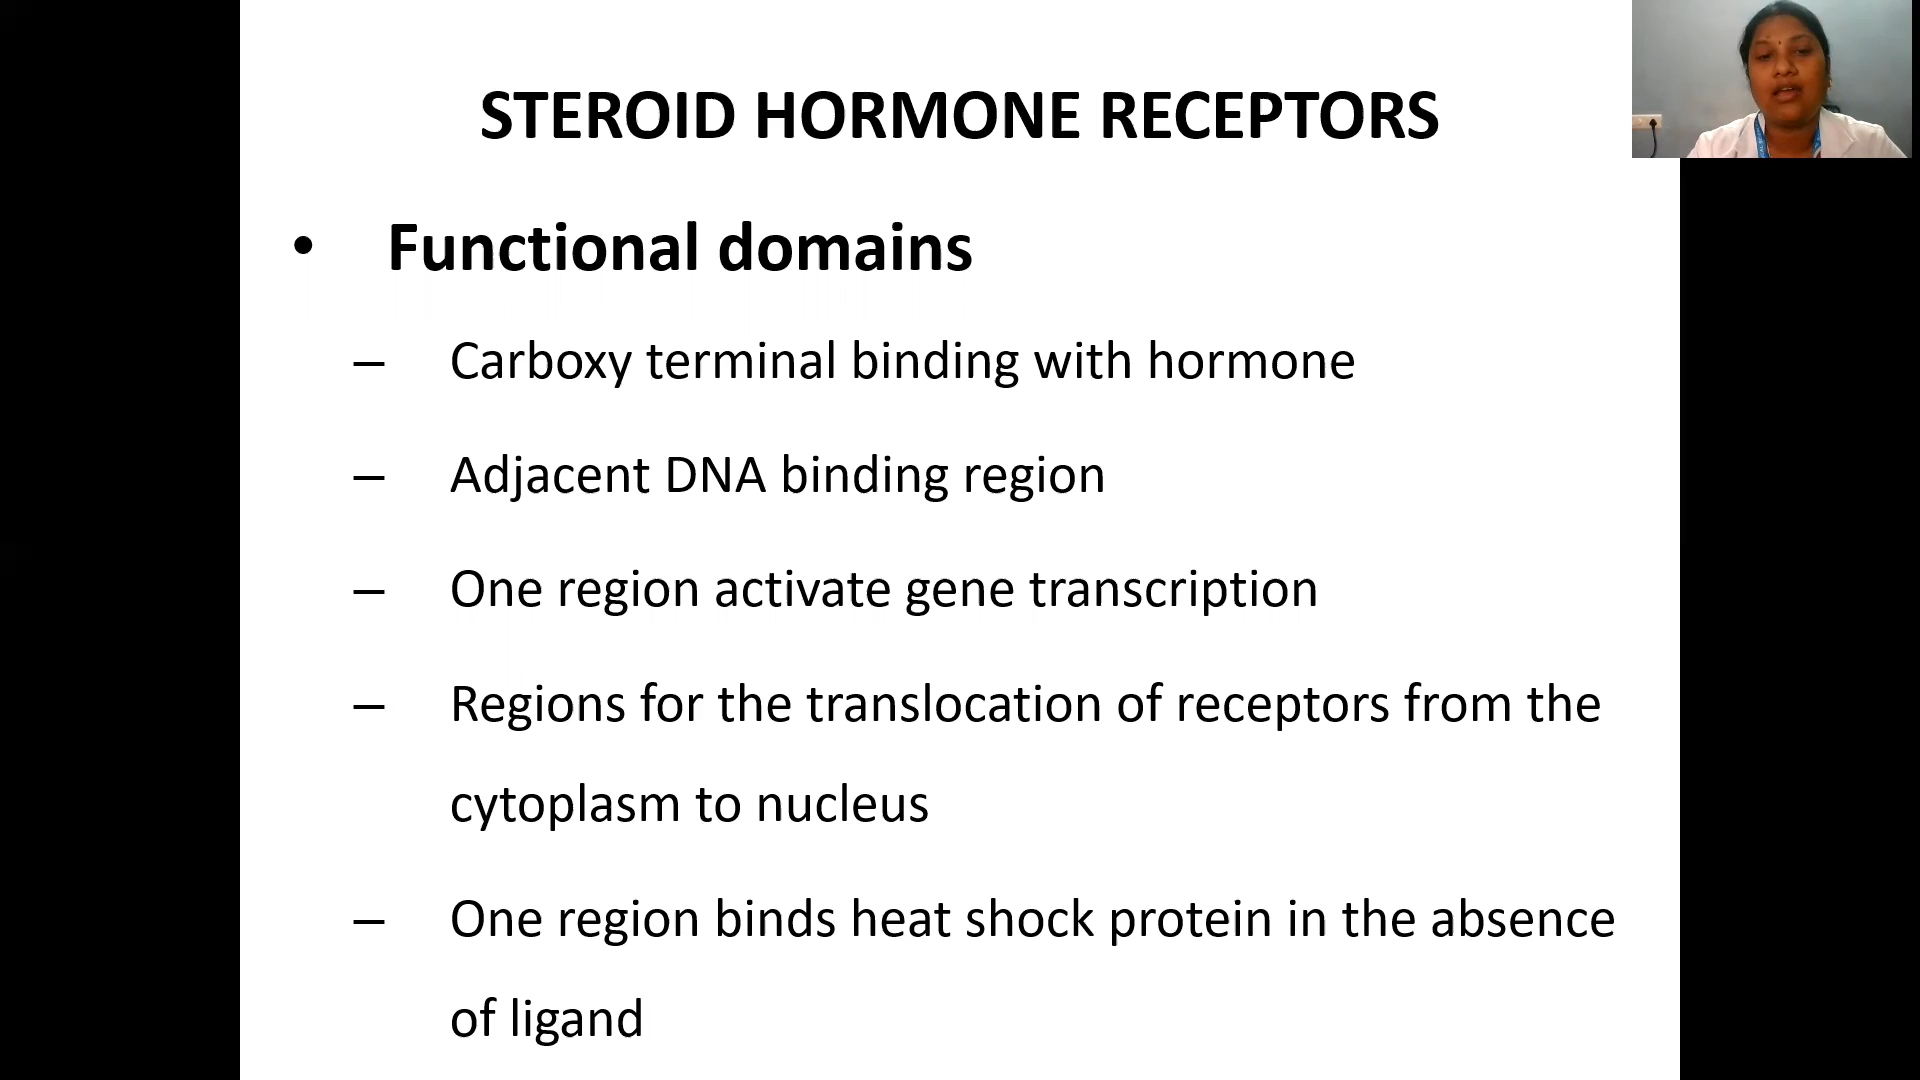 STEROID HORMONE RECEPTORS
• Functional domains
– Carboxy terminal binding with hormone
– Adjacent DNA binding region
– One region activate gene transcription
– Regions for the translocation of receptors from the
cytoplasm to nucleus
– One region binds heat shock protein in the absence
of ligand